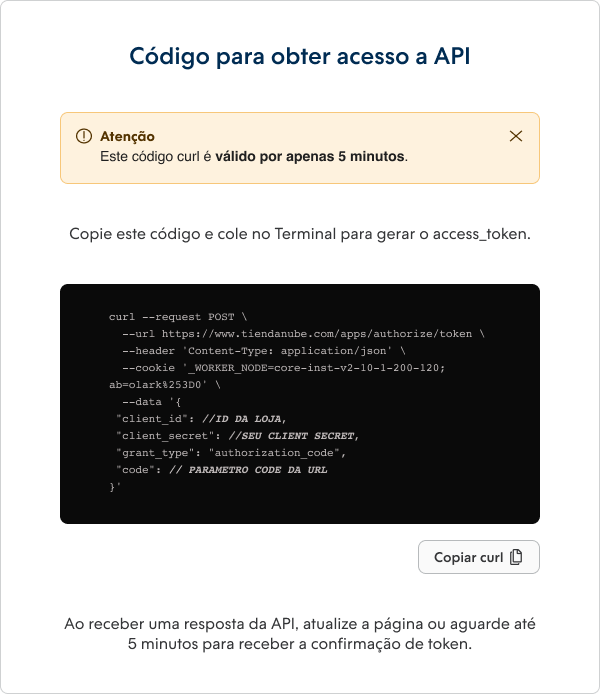 Código para obter acesso a API
Atenção
Este código curl é válido por apenas 5 minutos.
Copie este código e cole no Terminal para gerar o access_token.
curl --request POST \
--url https://www.tiendanube.com/apps/authorize/token \
--header 'Content-Type: application/json' \
--cookie '_WORKER_NODE=core-inst-v2-10-1-200-120;
ab=olark%253D0' \
--data '{
"client_id": //ID DA LOJA,
"client_secret": //SEU CLIENT SECRET,
"grant_type": "authorization_code",
"code": // PARAMETRO CODE DA URL
}'
Copiar curl
Ao receber uma resposta da API, atualize a página ou aguarde até
5 minutos para receber a confirmação de token.